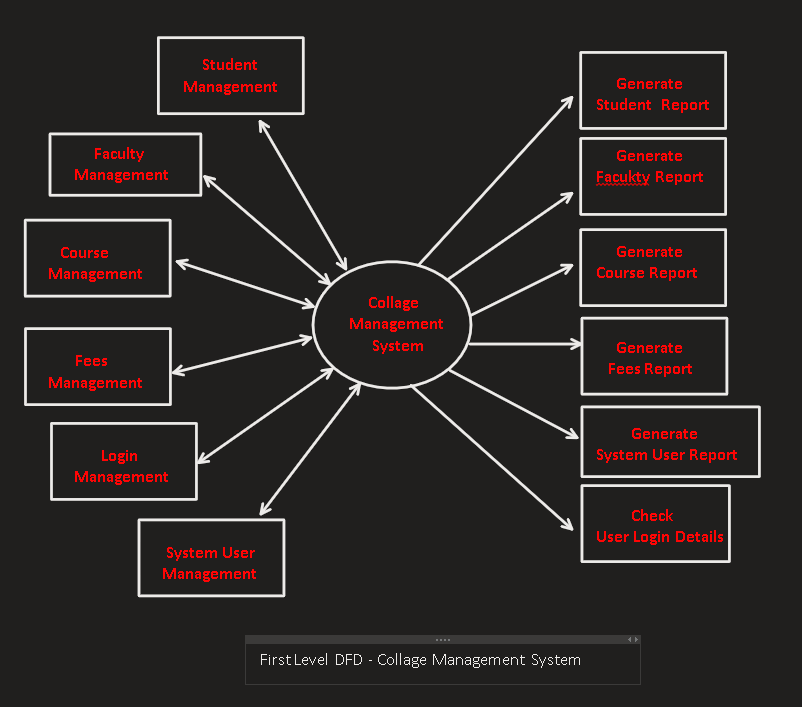 Student
Management
Faculty
Management
Course
Management
Fees
Management
Login
Management
System User
Management
Collage
Management
System
Generate
Student Report
Generate
Facukty Report
Generate
Course Report
Generate
Fees Report
Generate
System User Report
Check
User Login Details
First Level DFD - Collage Management System